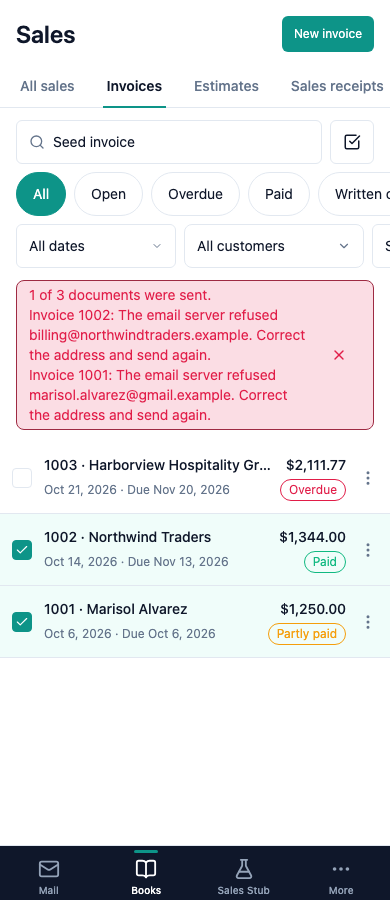 Sales
New invoice
All sales
Invoices
Estimates
Sales receipts
Seed invoice
All
Open
Overdue
Paid
Written o
All dates
All customers
S
1 of 3 documents were sent.
Invoice 1002: The email server refused
billing@northwindtraders.example. Correct
the address and send again.
Invoice 1001: The email server refused
marisol.alvarez@gmail.example. Correct
the address and send again.
1003 · Harborview Hospitality Gr... $2,111.77
Oct 21, 2026 · Due Nov 20, 2026 Overdue
1002 · Northwind Traders $1,344.00
Oct 14, 2026 · Due Nov 13, 2026 Paid
1001 · Marisol Alvarez $1,250.00
Oct 6, 2026 · Due Oct 6, 2026 Partly paid
Mail
Books
Sales Stub
More